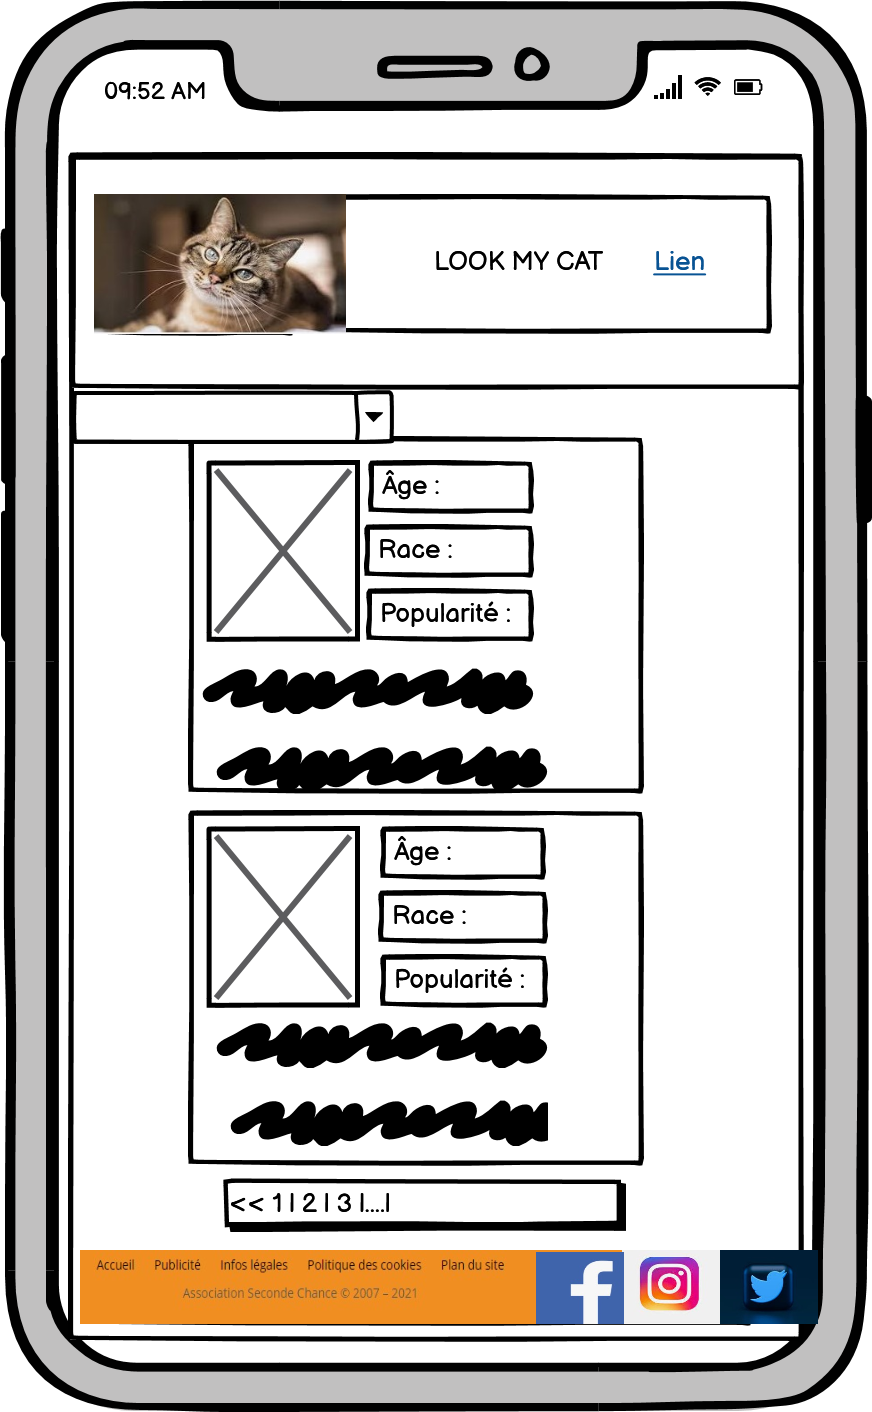 09:52 AM
LOOK MY CAT Lien
Âge :
Race :
Popularité :
Âge :
Race :
Popularité :
<< 1 | 2 | 3 |....|
Accueil Publicité Infos légales Politique des cookies Plan du site
Association Seconde Chance © 2007 – 2021